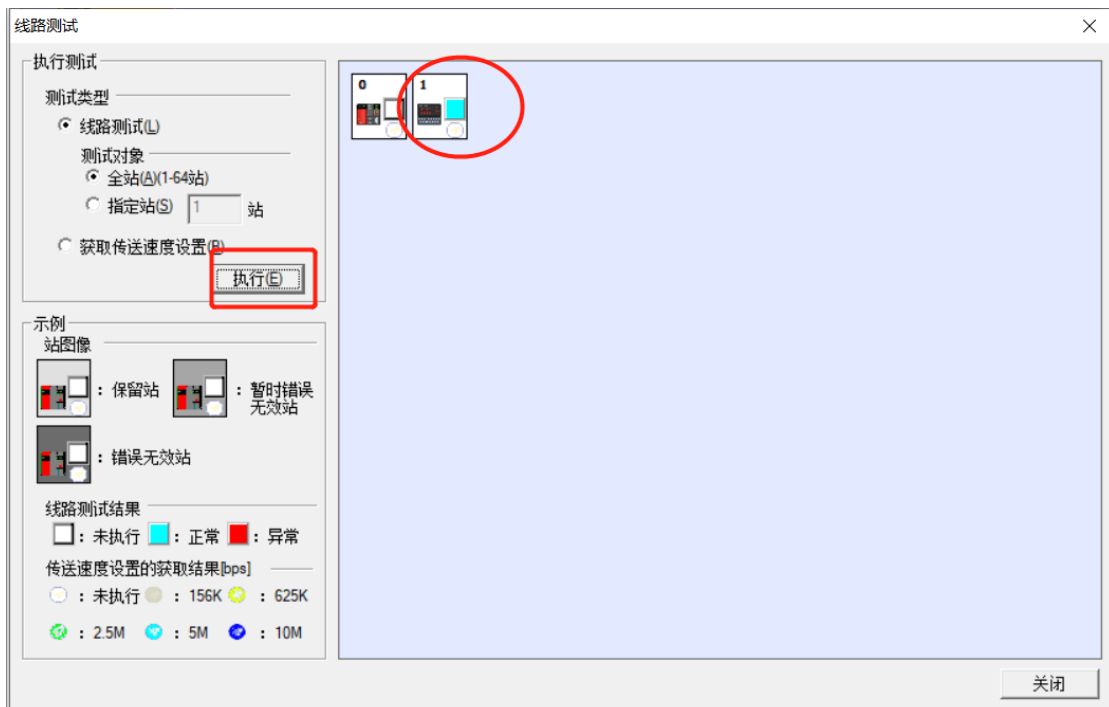 线路测试
执行测试
测试类型
线路测试(L)
测试对象
全站(A)(1-64站)
指定站(S) 1 站
获取传送速度设置(R)
执行(E)
0 1
示例
站图像
：保留站 ：暂时错误
无效站
：错误无效站
线路测试结果
：未执行 ：正常 ：异常
传送速度设置的获取结果[bps]
：未执行 ：156K ：625K
：2.5M ：5M ：10M
关闭